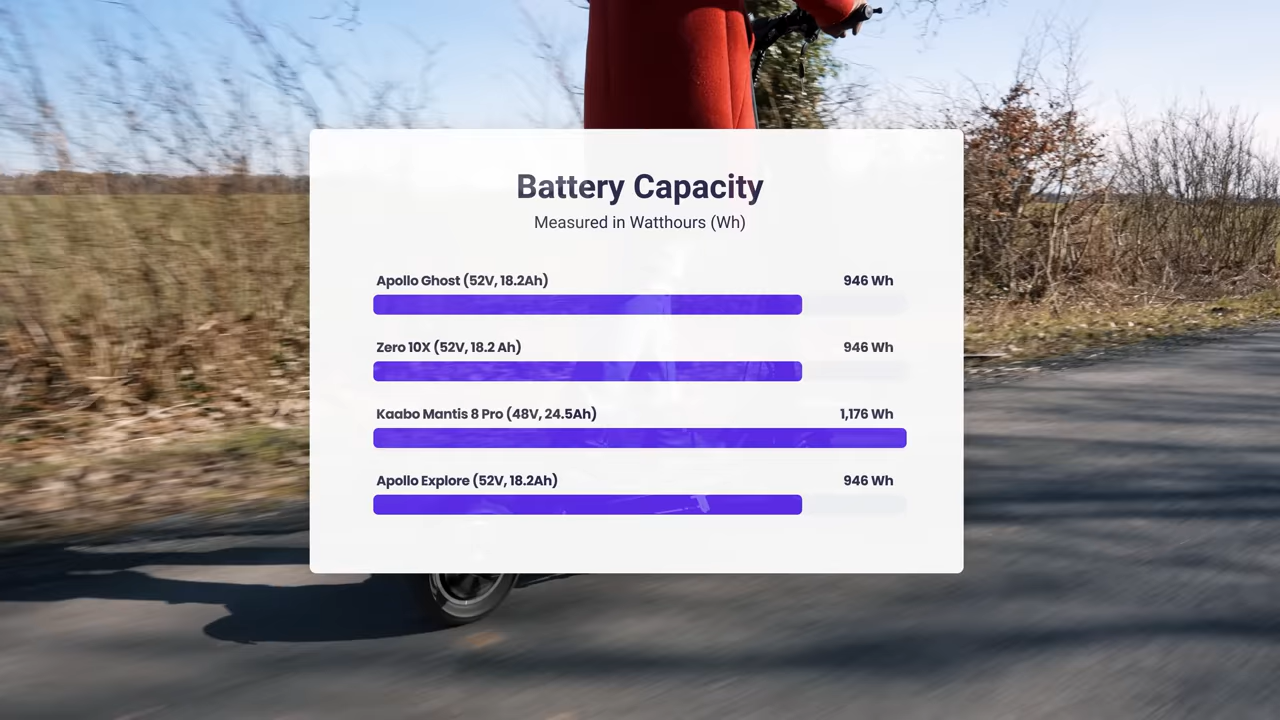 Battery Capacity
Measured in Watthours (Wh)
Apollo Ghost (52V, 18.2Ah) 946 Wh
Zero 10X (52V, 18.2 Ah) 946 Wh
Kaabo Mantis 8 Pro (48V, 24.5Ah) 1,176 Wh
Apollo Explore (52V, 18.2Ah) 946 Wh